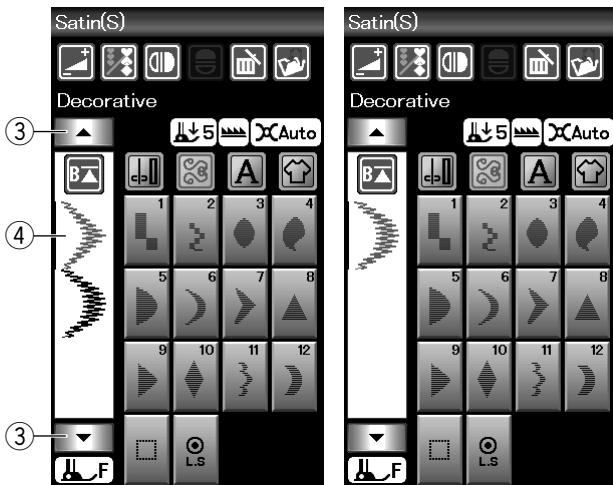 Satin(S)
Decorative
③
5
Auto
B
A
④
1 2 3 4
5 6 7 8
9 10 11 12
③
L.S
F
Satin(S)
Decorative
5
Auto
B
A
1 2 3 4
5 6 7 8
9 10 11 12
L.S
F